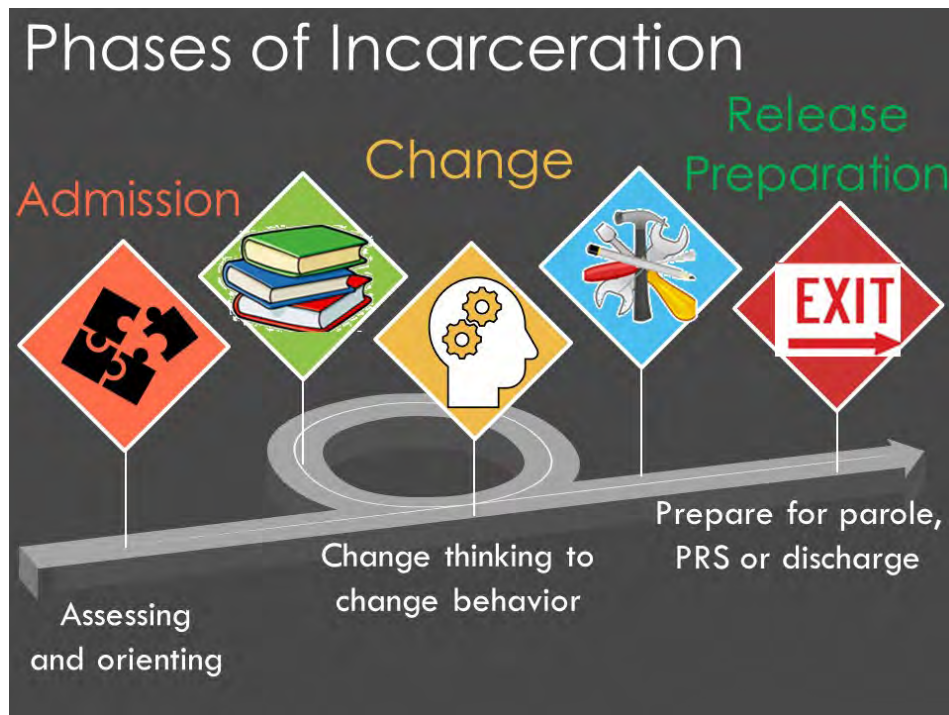 Phases of Incarceration
Admission
Change
Release
Preparation
EXIT
Assessing
and orienting
Change thinking to
change behavior
Prepare for parole,
PRS or discharge